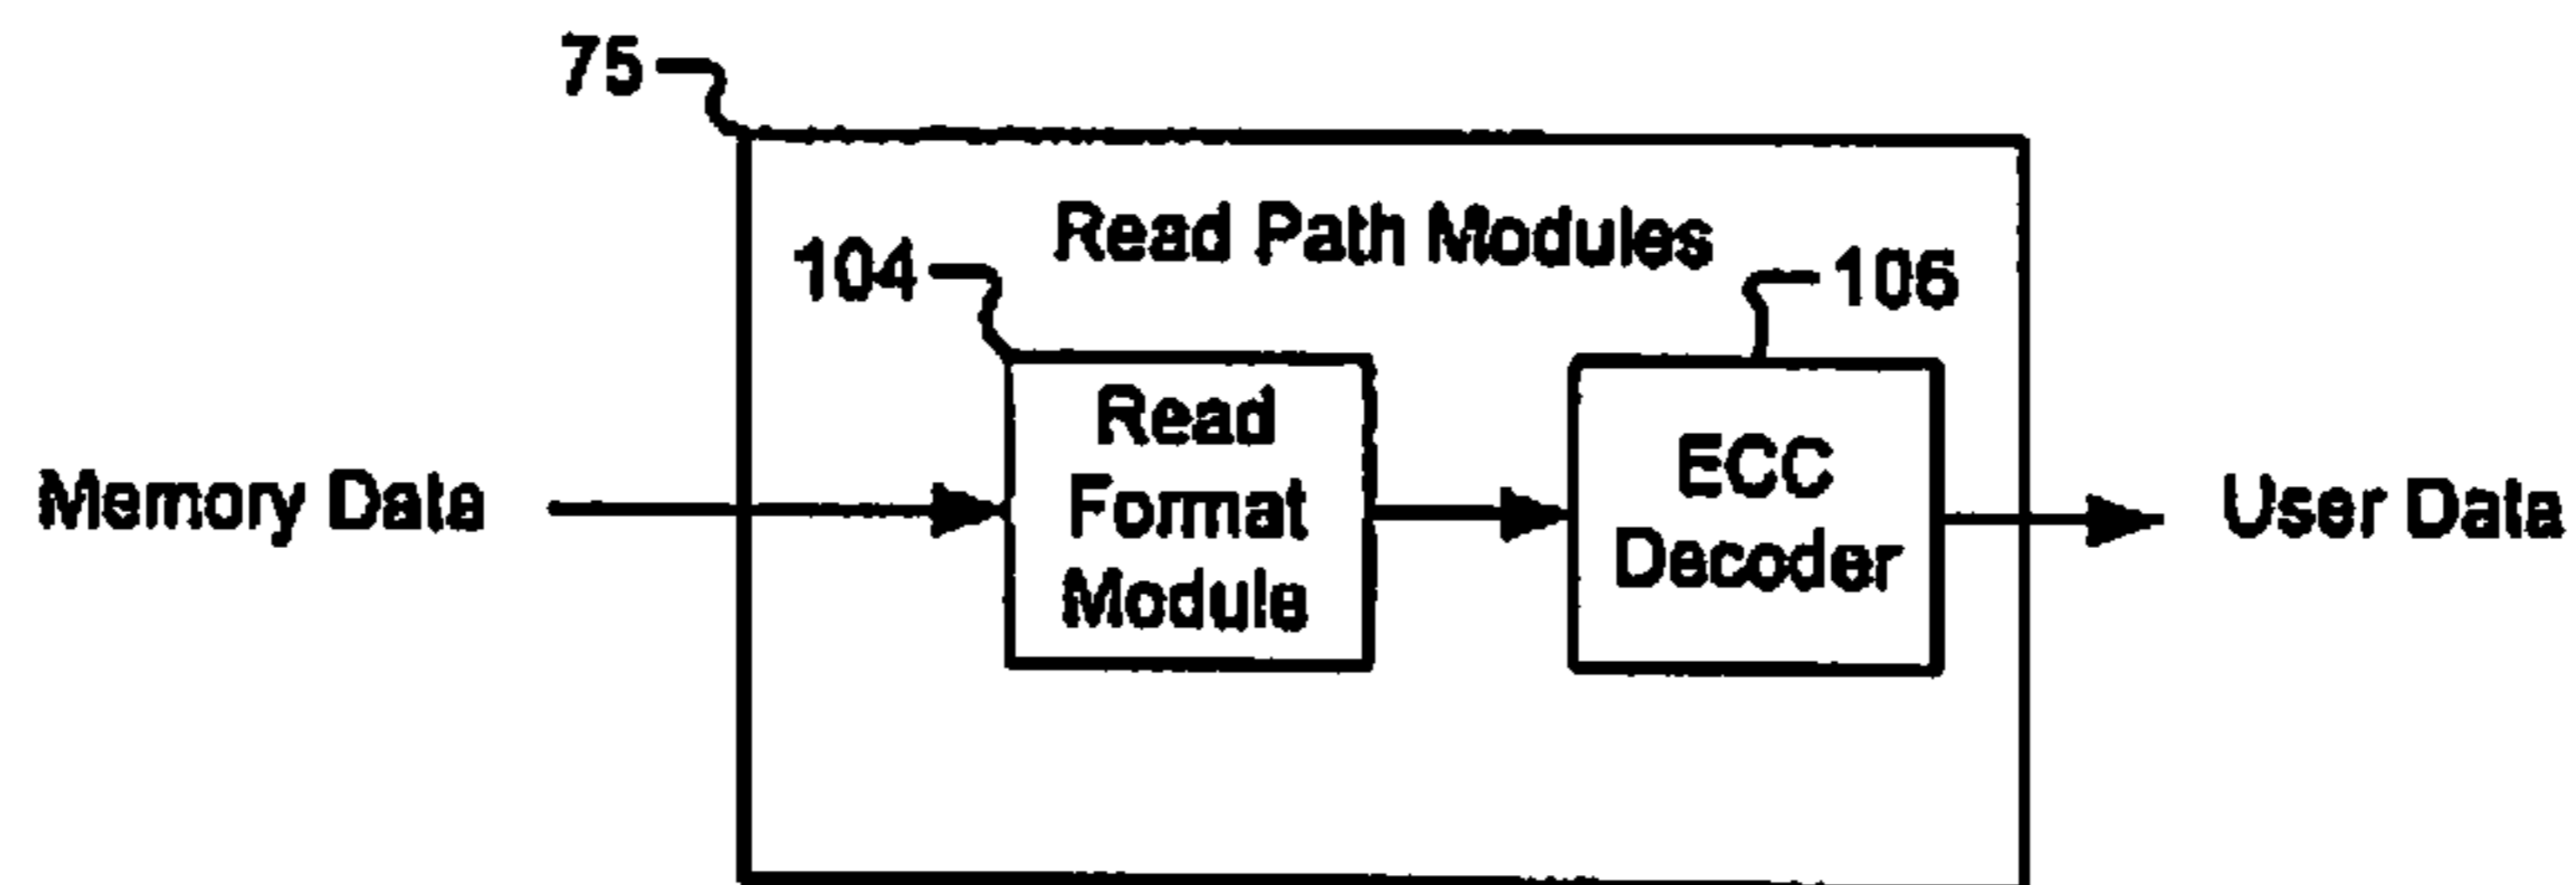 75
Read Path Modules
104
106
Read
Format
Module
ECC
Decoder
Memory Data
User Data